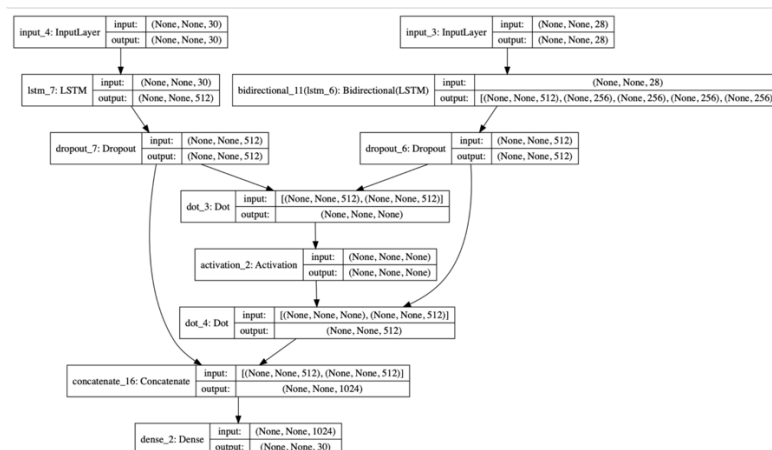 input_4: InputLayer input: (None, None, 30)
output: (None, None, 30)
input_3: InputLayer input: (None, None, 28)
output: (None, None, 28)
lstm_7: LSTM input: (None, None, 30)
output: (None, None, 512)
bidirectional_11(lstm_6): Bidirectional(LSTM) input: (None, None, 28)
output: [(None, None, 512), (None, 256), (None, 256), (None, 256), (None, 256)]
dropout_7: Dropout input: (None, None, 512)
output: (None, None, 512)
dropout_6: Dropout input: (None, None, 512)
output: (None, None, 512)
dot_3: Dot input: [(None, None, 512), (None, None, 512)]
output: (None, None, None)
activation_2: Activation input: (None, None, None)
output: (None, None, None)
dot_4: Dot input: [(None, None, None), (None, None, 512)]
output: (None, None, 512)
concatenate_16: Concatenate input: [(None, None, 512), (None, None, 512)]
output: (None, None, 1024)
dense_2: Dense input: (None, None, 1024)
output: (None, None, 30)